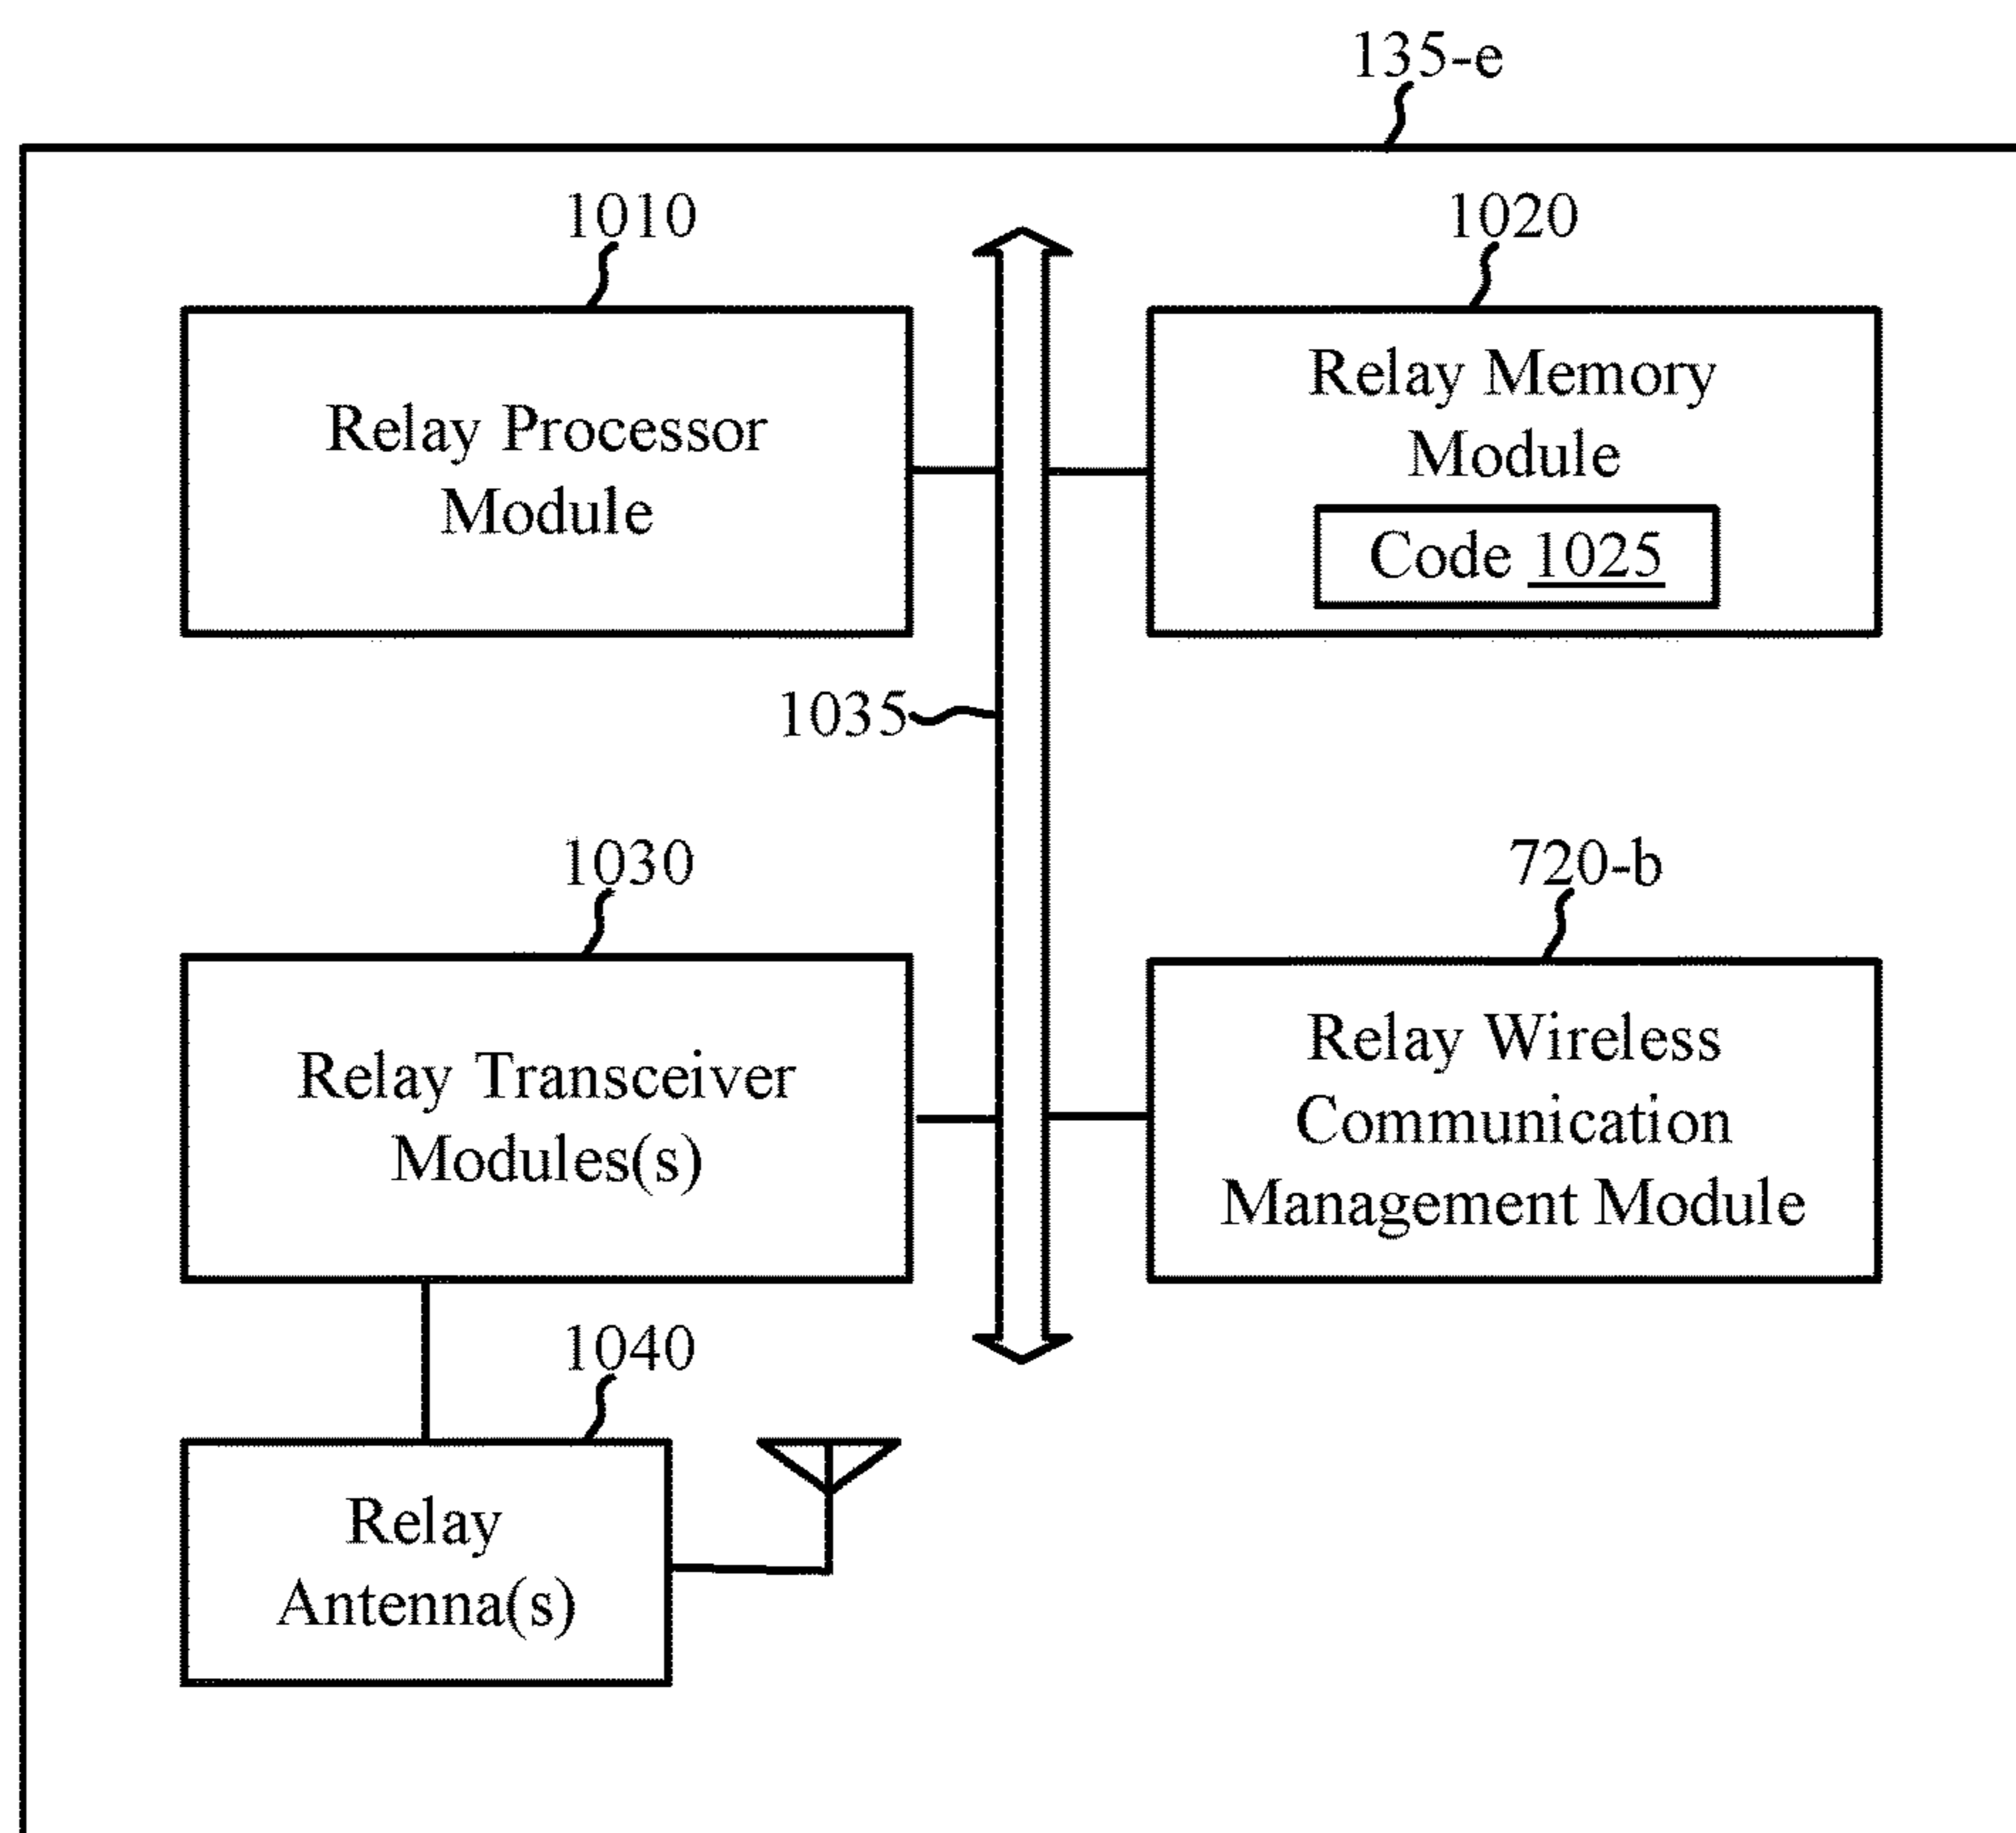 135-e
1010
1020
Relay Processor
Module
Relay Memory
Module
Code 1025
1035
1030
720-b
Relay Transceiver
Modules(s)
Relay Wireless
Communication
Management Module
1040
Relay
Antenna(s)